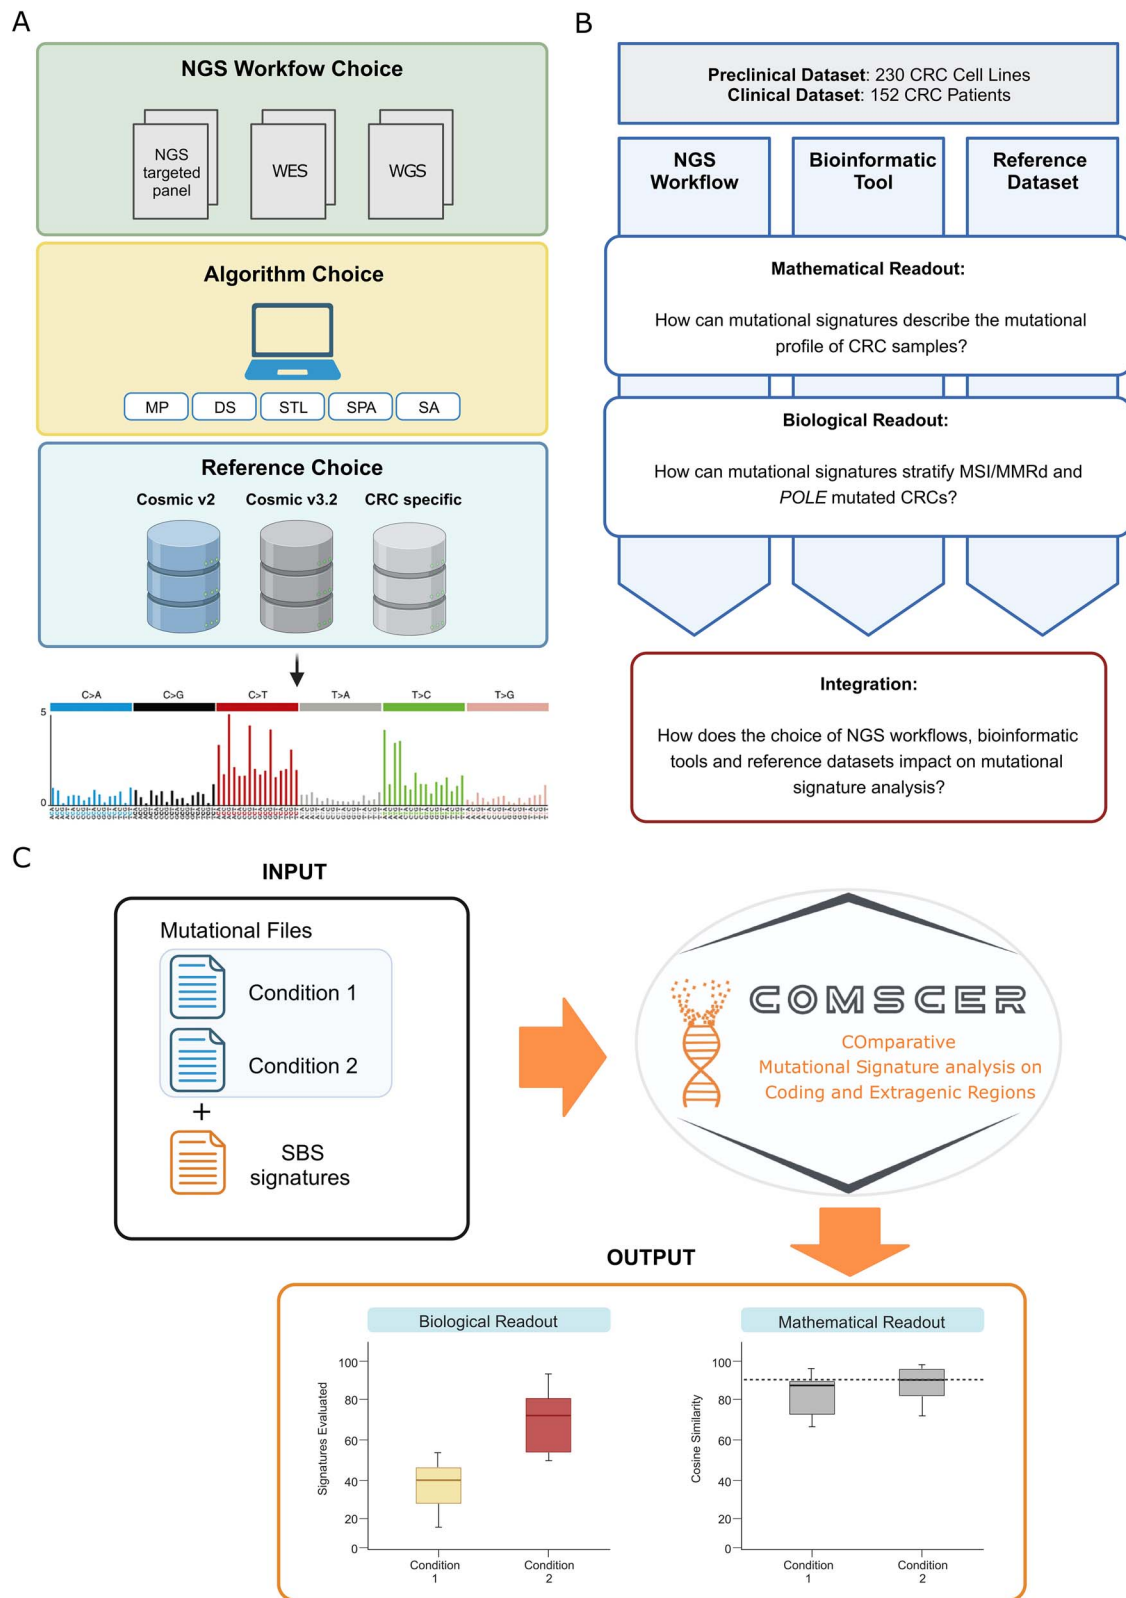 A
NGS Workfow Choice
NGS
targeted
panel
WES
WGS
Algorithm Choice
MP
DS
STL
SPA
SA
Reference Choice
Cosmic v2
Cosmic v3.2
CRC specific
C>A
C>G
C>T
T>A
T>C
T>G
5
0
B
Preclinical Dataset: 230 CRC Cell Lines
Clinical Dataset: 152 CRC Patients
NGS
Workflow
Bioinformatic
Tool
Reference
Dataset
Mathematical Readout:
How can mutational signatures describe the mutational
profile of CRC samples?
Biological Readout:
How can mutational signatures stratify MSI/MMRd and
POLE mutated CRCs?
Integration:
How does the choice of NGS workflows, bioinformatic
tools and reference datasets impact on mutational
signature analysis?
C
INPUT
Mutational Files
Condition 1
Condition 2
+
SBS
signatures
COMSCER
COmparative
Mutational Signature analysis on
Coding and Extragenic Regions
OUTPUT
Biological Readout
Signatures Evaluated
100
80
60
40
20
0
Condition
1
Condition
2
Mathematical Readout
Cosine Similarity
100
80
60
40
20
0
Condition
1
Condition
2